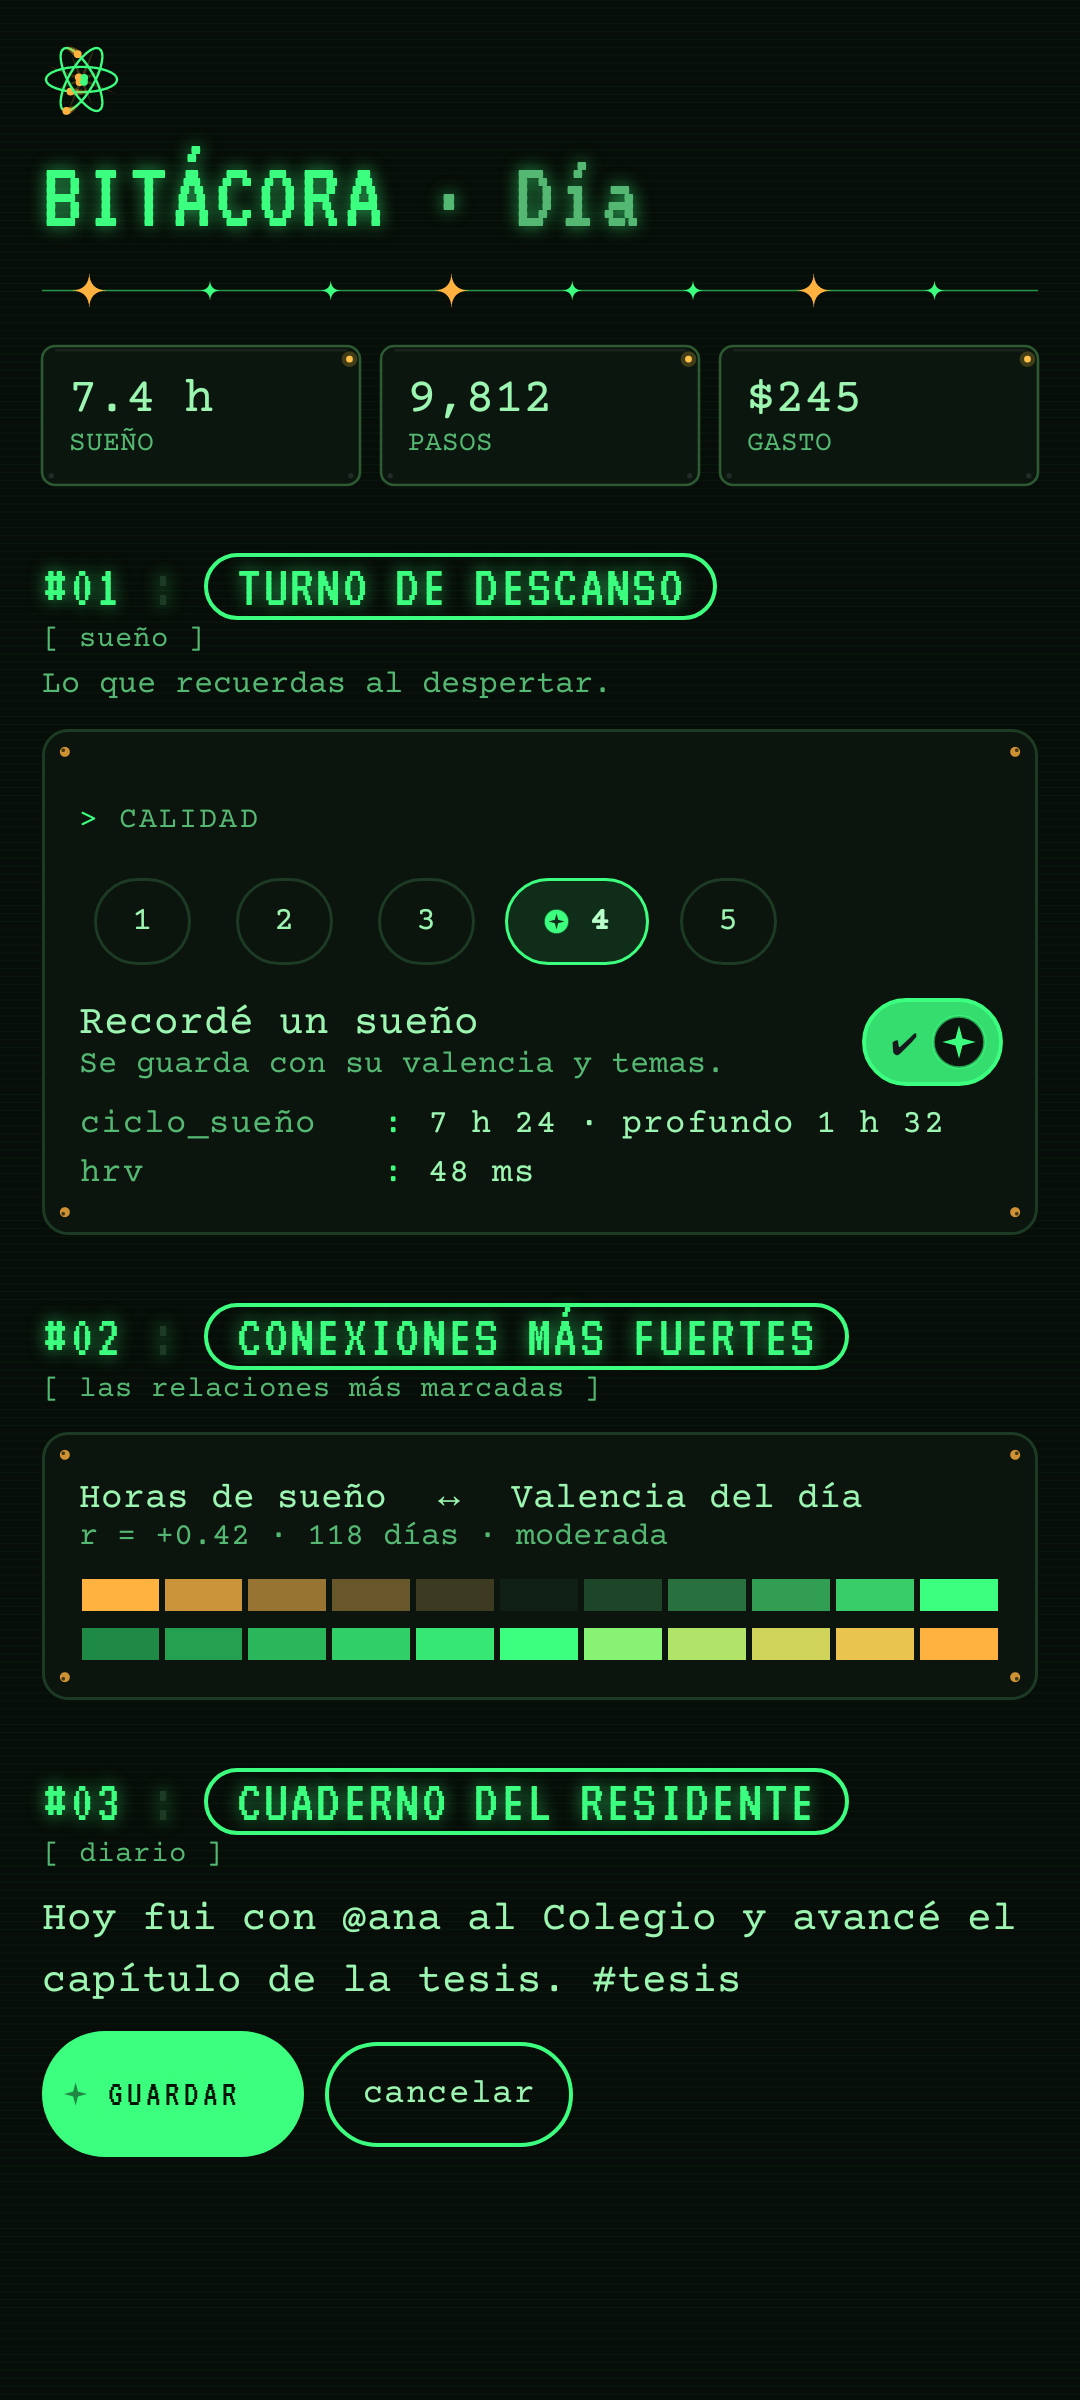 BITÁCORA · Día
7.4 h
SUEÑO
9,812
PASOS
$245
GASTO
#01 : TURNO DE DESCANSO
[ sueño ]
Lo que recuerdas al despertar.
> CALIDAD
1 2 3 4 5
Recordé un sueño
Se guarda con su valencia y temas.
ciclo_sueño : 7 h 24 · profundo 1 h 32
hrv : 48 ms
#02 : CONEXIONES MÁS FUERTES
[ las relaciones más marcadas ]
Horas de sueño ↔ Valencia del día
r = +0.42 · 118 días · moderada
#03 : CUADERNO DEL RESIDENTE
[ diario ]
Hoy fui con @ana al Colegio y avancé el
capítulo de la tesis. #tesis
GUARDAR
cancelar